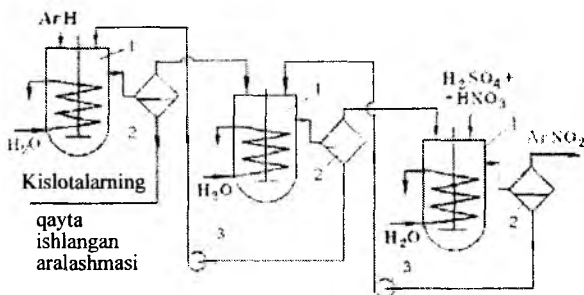 ArH
1
2
H₂O
Kislotalarning
qayta
ishlangan
aralashmasi
1
2
H₂O
3
H₂SO₄ +
-HNO₃
1
ArNO₂
2
H₂O
3